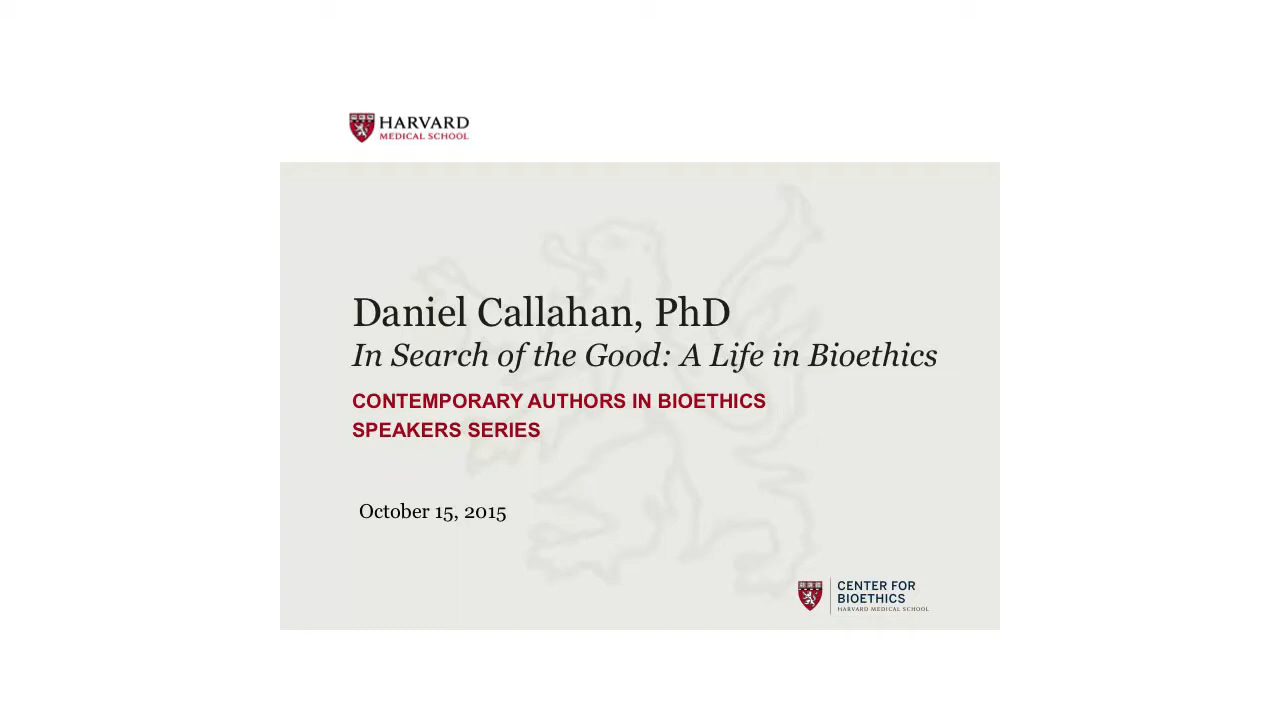 HARVARD
MEDICAL SCHOOL
Daniel Callahan, PhD
In Search of the Good: A Life in Bioethics
CONTEMPORARY AUTHORS IN BIOETHICS
SPEAKERS SERIES
October 15, 2015
CENTER FOR
BIOETHICS
HARVARD MEDICAL SCHOOL